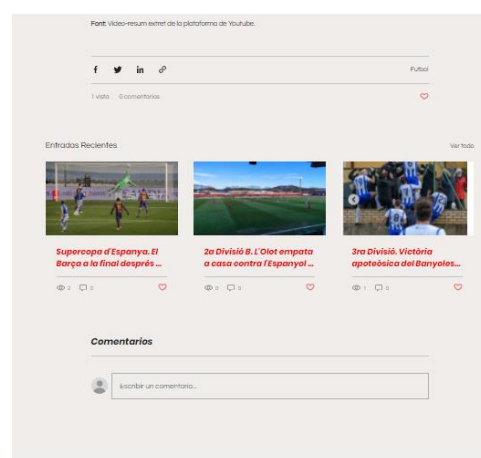 Font: Video-resum extret de la plataforma de Youtube.
Futbol
1 vista 0 comentarios
Entradas Recientes
Ver todo
Supercopa d'Espanya. El
Barça a la final després ...
2a Divisió B. L'Olot empata
a casa contra l'Espanyol ...
3ra Divisió. Victòria
apoteòsica del Banyoles...
2 0
0 0
1 0
Comentarios
Escribir un comentario...